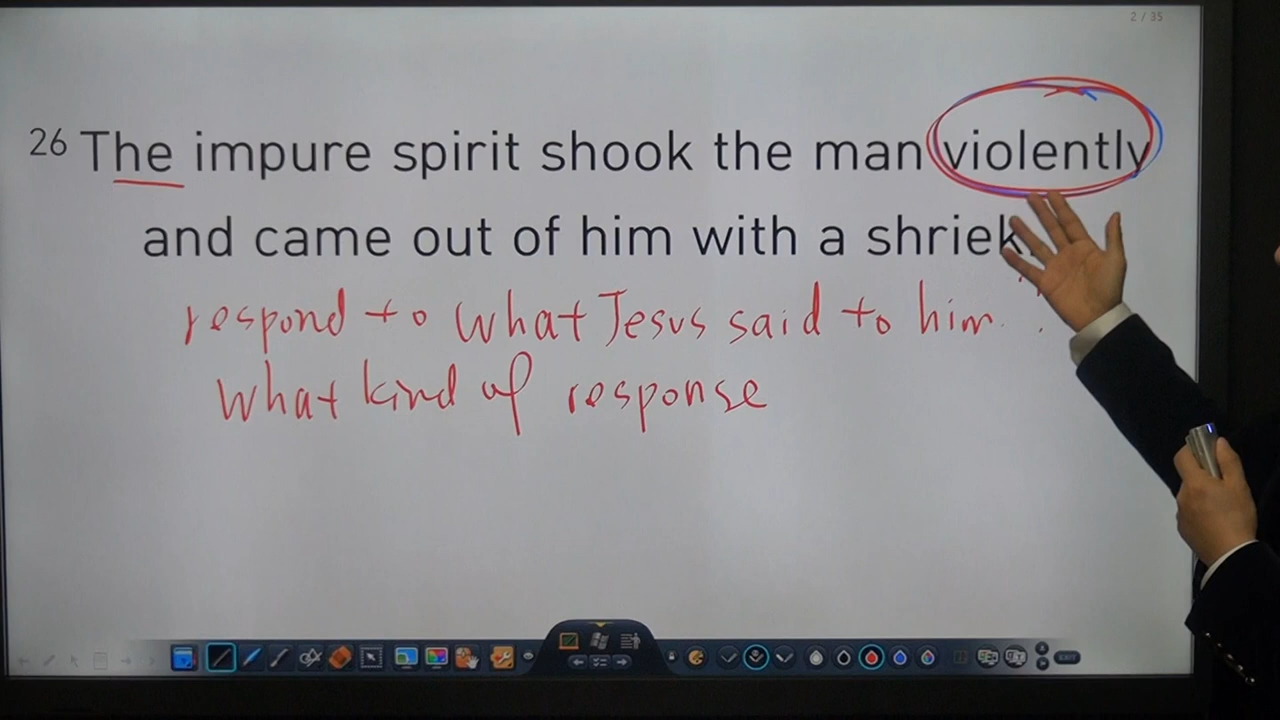 2 / 35
26 The impure spirit shook the man violently
and came out of him with a shriek.
respond to what Jesus said to him.
what kind of response
EXIT